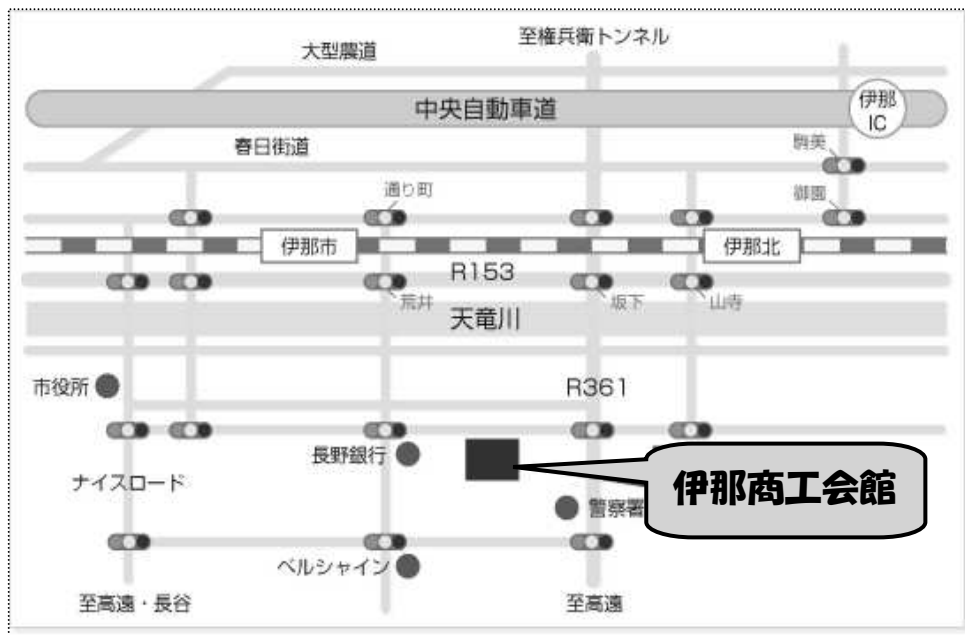 至権兵衛トンネル
大型農道
中央自動車道
伊那
IC
春日街道
駒美
通り町
御園
伊那市
伊那北
R153
荒井
坂下
山寺
天竜川
市役所
R361
長野銀行
ナイスロード
伊那商工会館
警察署
ベルシャイン
至高遠・長谷
至高遠